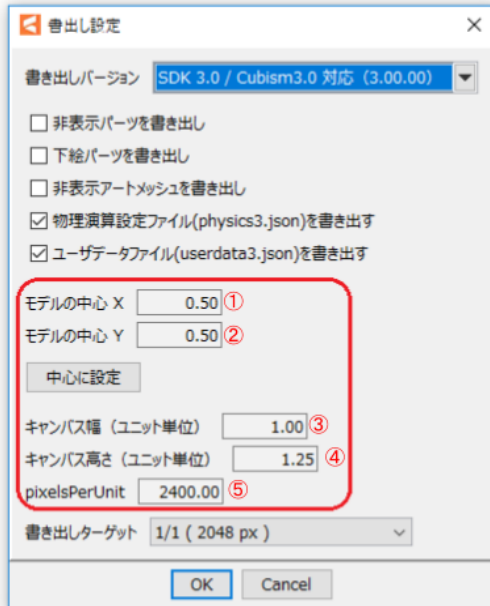 書出し設定
書き出しバージョン SDK 3.0 / Cubism3.0 対応（3.00.00）
非表示パーツを書き出し
下絵パーツを書き出し
非表示アートメッシュを書き出し
物理演算設定ファイル(physics3.json)を書き出す
ユーザデータファイル(userdata3.json)を書き出す
モデルの中心 X 0.50 ①
モデルの中心 Y 0.50 ②
中心に設定
キャンバス幅（ユニット単位） 1.00 ③
キャンバス高さ（ユニット単位） 1.25 ④
pixelsPerUnit 2400.00 ⑤
書き出しターゲット 1/1 ( 2048 px )
OK Cancel